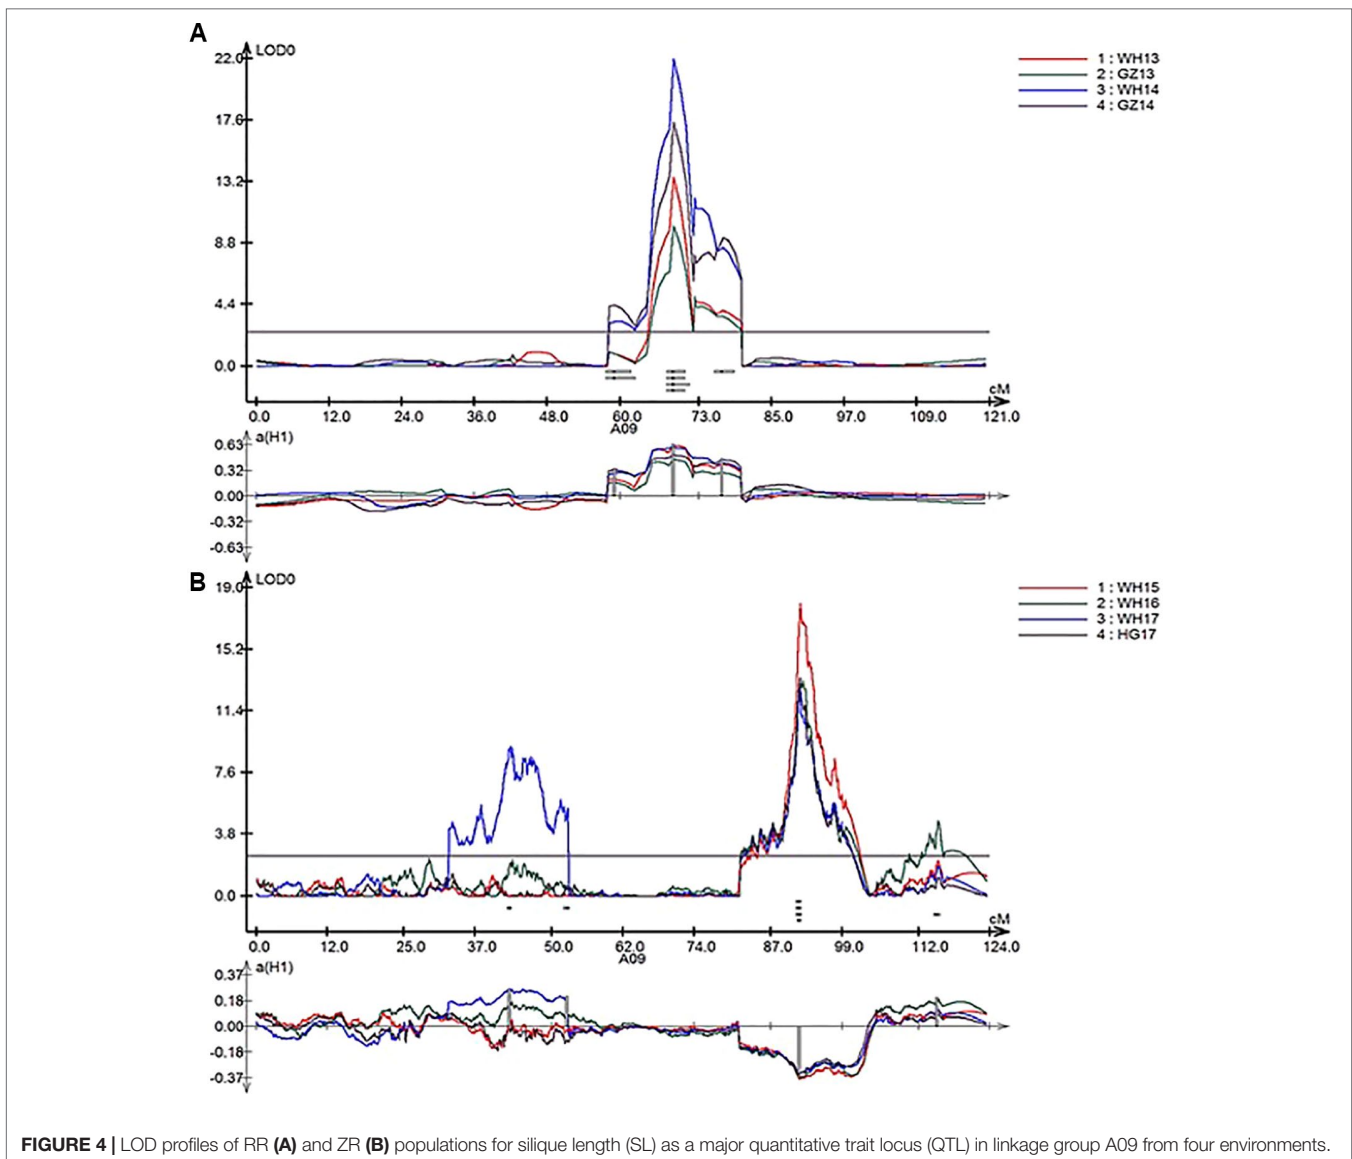 A
LOD0
22.0
17.6
13.2
8.8
4.4
0.0
1 : WH13
2 : GZ13
3 : WH14
4 : GZ14
cM
0.0 12.0 24.0 36.0 48.0 60.0 73.0 85.0 97.0 109.0 121.0
A09
a(H1)
0.63
0.32
0.00
-0.32
-0.63
B
LOD0
19.0
15.2
11.4
7.6
3.8
0.0
1 : WH15
2 : WH16
3 : WH17
4 : HG17
cM
0.0 12.0 25.0 37.0 50.0 62.0 74.0 87.0 99.0 112.0 124.0
A09
a(H1)
0.37
0.18
0.00
-0.18
-0.37
FIGURE 4 | LOD profiles of RR (A) and ZR (B) populations for silique length (SL) as a major quantitative trait locus (QTL) in linkage group A09 from four environments.